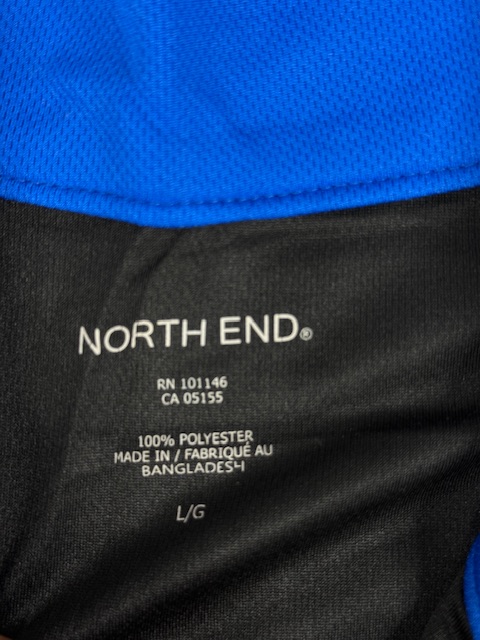 NORTH END®
RN 101146
CA 05155
100% POLYESTER
MADE IN / FABRIQUÉ AU
BANGLADESH
L/G